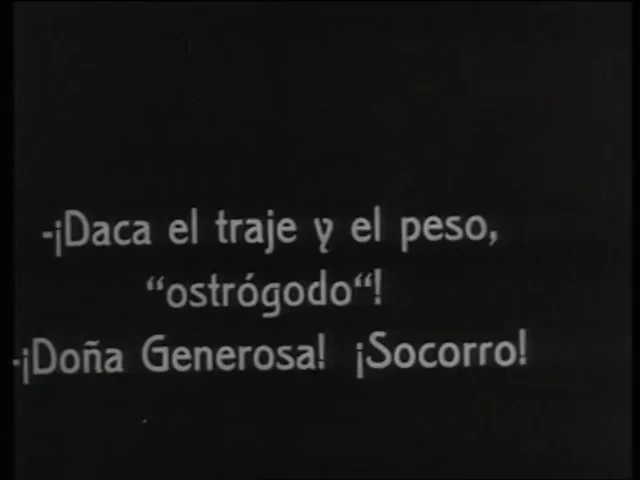 -¡Daca el traje y el peso,
“ostrógodo“!
-¡Doña Generosa! ¡Socorro!